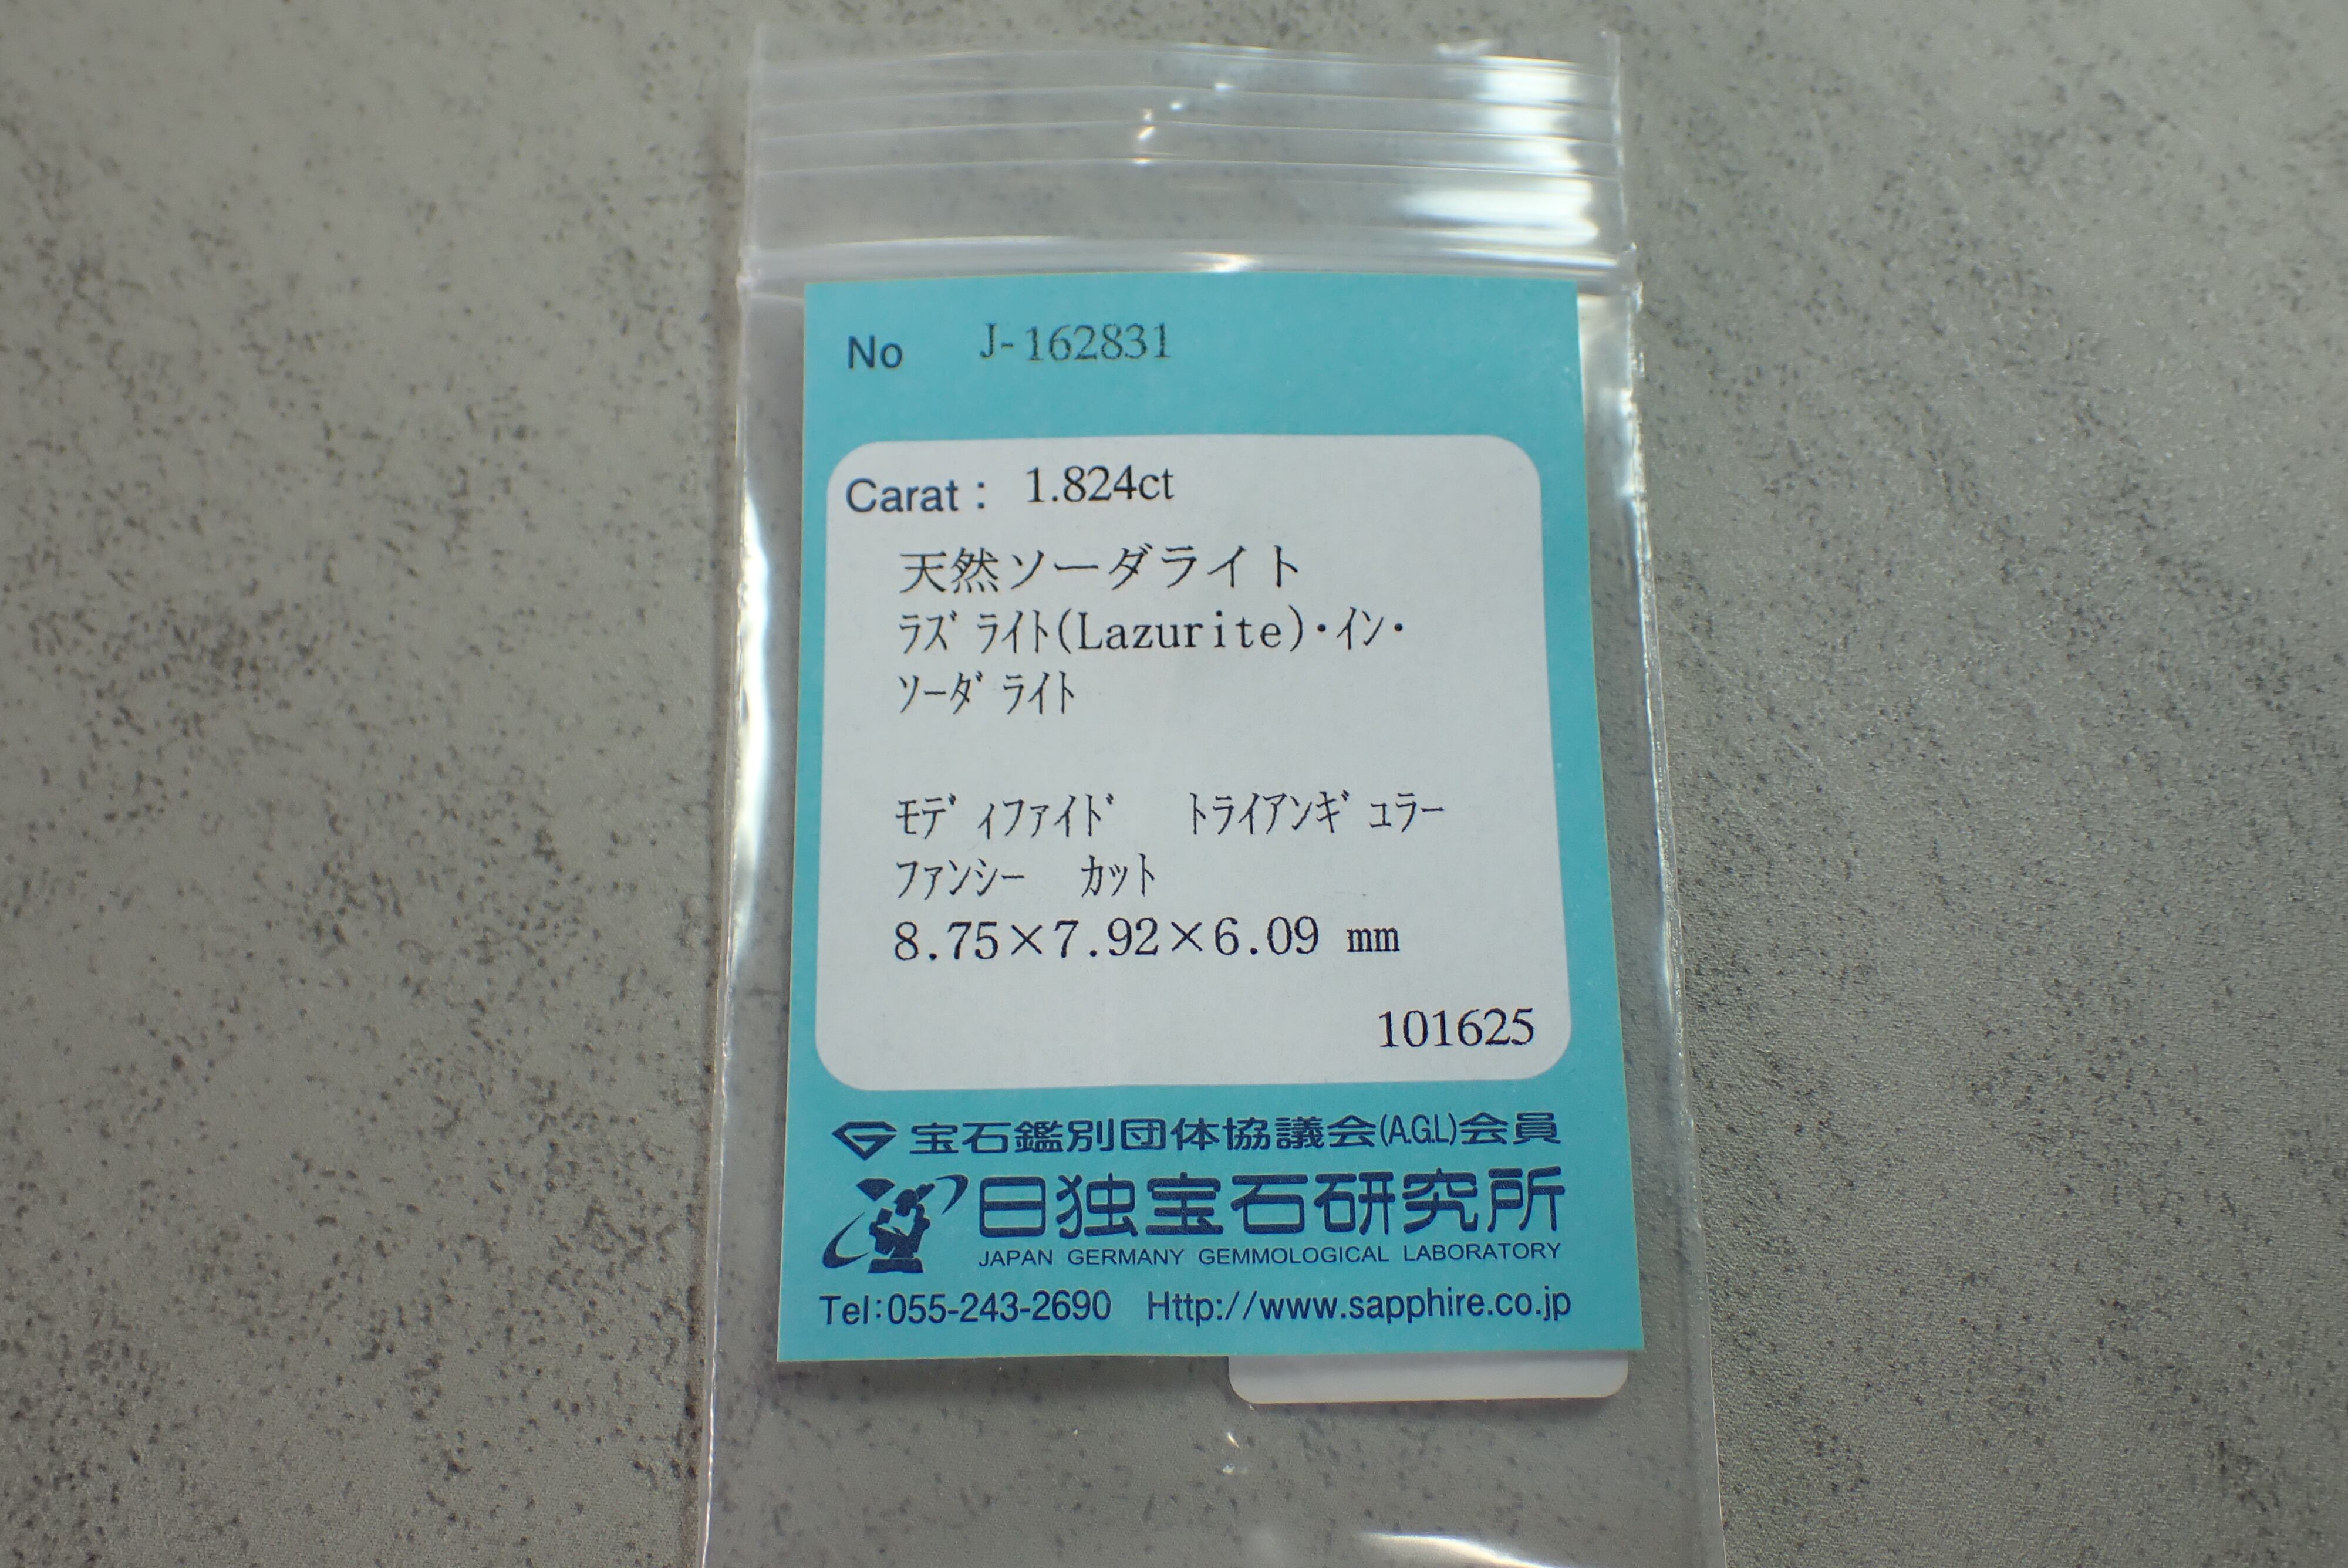 No J-162831
Carat： 1.824ct
天然ソーダライト
ﾗｽﾞﾗｲﾄ(Lazurite)･ｲﾝ･
ｿｰﾀﾞﾗｲﾄ
ﾓﾃﾞｨﾌｧｲﾄﾞ ﾄﾗｲｱﾝｷﾞｭﾗｰ
ﾌｧﾝｼｰ ｶｯﾄ
8.75×7.92×6.09 mm
101625
宝石鑑別団体協議会(A.G.L)会員
日独宝石研究所
JAPAN GERMANY GEMMOLOGICAL LABORATORY
Tel:055-243-2690 Http://www.sapphire.co.jp